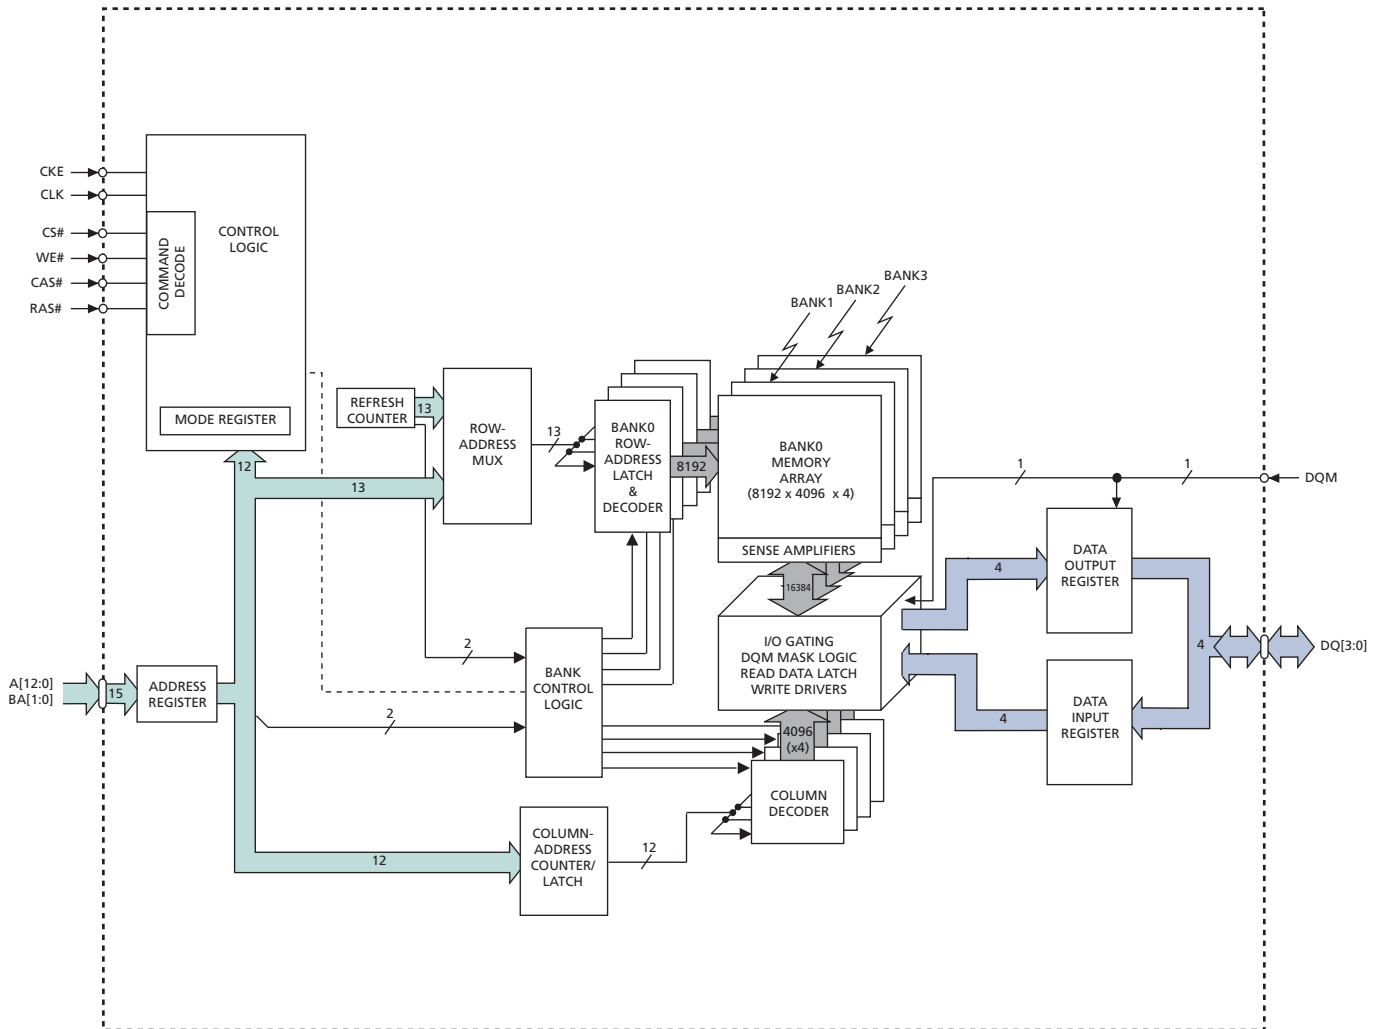 CKE
CLK
CS#
WE#
CAS#
RAS#
COMMAND
DECODE
CONTROL
LOGIC
MODE REGISTER
12
REFRESH
COUNTER
13
13
ROW-
ADDRESS
MUX
13
BANK0
ROW-
ADDRESS
LATCH
&
DECODER
8192
BANK1
BANK2
BANK3
BANK0
MEMORY
ARRAY
(8192 x 4096 x 4)
SENSE AMPLIFIERS
16384
I/O GATING
DQM MASK LOGIC
READ DATA LATCH
WRITE DRIVERS
1
1
DQM
4
DATA
OUTPUT
REGISTER
4
DQ[3:0]
4
DATA
INPUT
REGISTER
A[12:0]
BA[1:0]
15
ADDRESS
REGISTER
2
2
BANK
CONTROL
LOGIC
4096
(x4)
COLUMN
DECODER
12
COLUMN-
ADDRESS
COUNTER/
LATCH
12